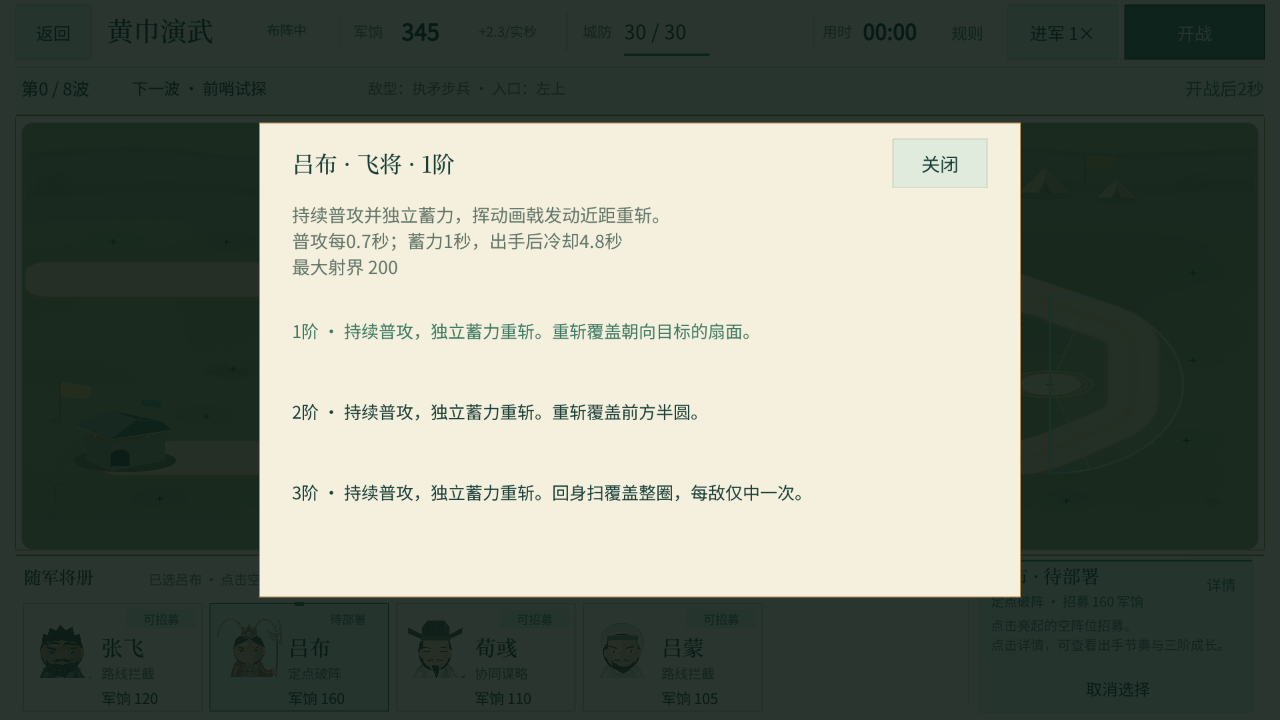 返回
黄巾演武
布阵中
军饷 345
+2.3/实秒
城防 30 / 30
用时 00:00
规则
进军 1×
开战
第0 / 8波
下一波 · 前哨试探
敌型：执矛步兵 · 入口：左上
开战后2秒
吕布 · 飞将 · 1阶
关闭
持续普攻并独立蓄力，挥动画戟发动近距重斩。
普攻每0.7秒；蓄力1秒，出手后冷却4.8秒
最大射界 200
1阶 · 持续普攻，独立蓄力重斩。重斩覆盖朝向目标的扇面。
2阶 · 持续普攻，独立蓄力重斩。重斩覆盖前方半圆。
3阶 · 持续普攻，独立蓄力重斩。回身扫覆盖整圈，每敌仅中一次。
随军将册
已选吕布 · 点击空
可招募
张飞
路线拦截
军饷 120
待部署
吕布
定点破阵
军饷 160
可招募
荀彧
协同谋略
军饷 110
可招募
吕蒙
路线拦截
军饷 105
布 · 待部署
详情
定点破阵 · 招募 160 军饷
点击亮起的空阵位招募。
点击详情，可查看出手节奏与三阶成长。
取消选择